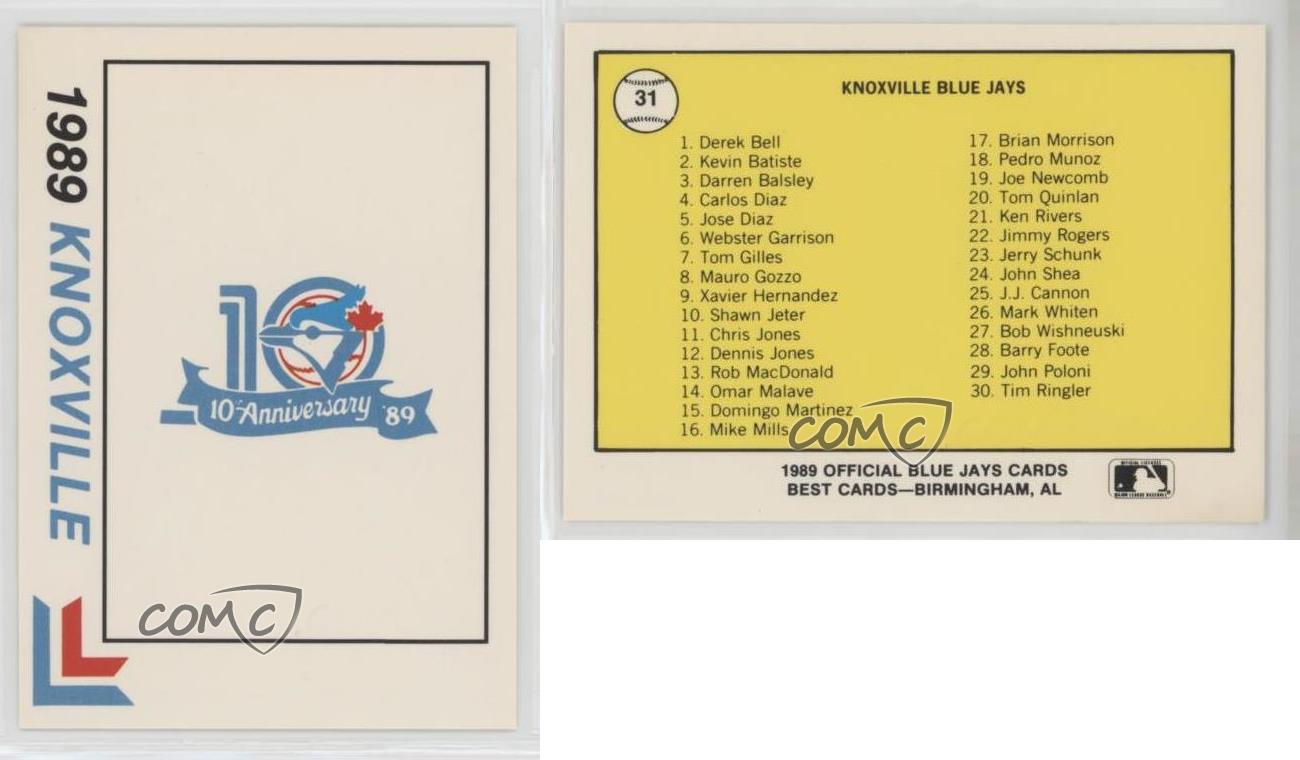 1989 KNOXVILLE
10
10th Anniversary '89
COMC
31
KNOXVILLE BLUE JAYS
1. Derek Bell
2. Kevin Batiste
3. Darren Balsley
4. Carlos Diaz
5. Jose Diaz
6. Webster Garrison
7. Tom Gilles
8. Mauro Gozzo
9. Xavier Hernandez
10. Shawn Jeter
11. Chris Jones
12. Dennis Jones
13. Rob MacDonald
14. Omar Malave
15. Domingo Martinez
16. Mike Mills
17. Brian Morrison
18. Pedro Munoz
19. Joe Newcomb
20. Tom Quinlan
21. Ken Rivers
22. Jimmy Rogers
23. Jerry Schunk
24. John Shea
25. J.J. Cannon
26. Mark Whiten
27. Bob Wishneuski
28. Barry Foote
29. John Poloni
30. Tim Ringler
COMC
1989 OFFICIAL BLUE JAYS CARDS
BEST CARDS—BIRMINGHAM, AL